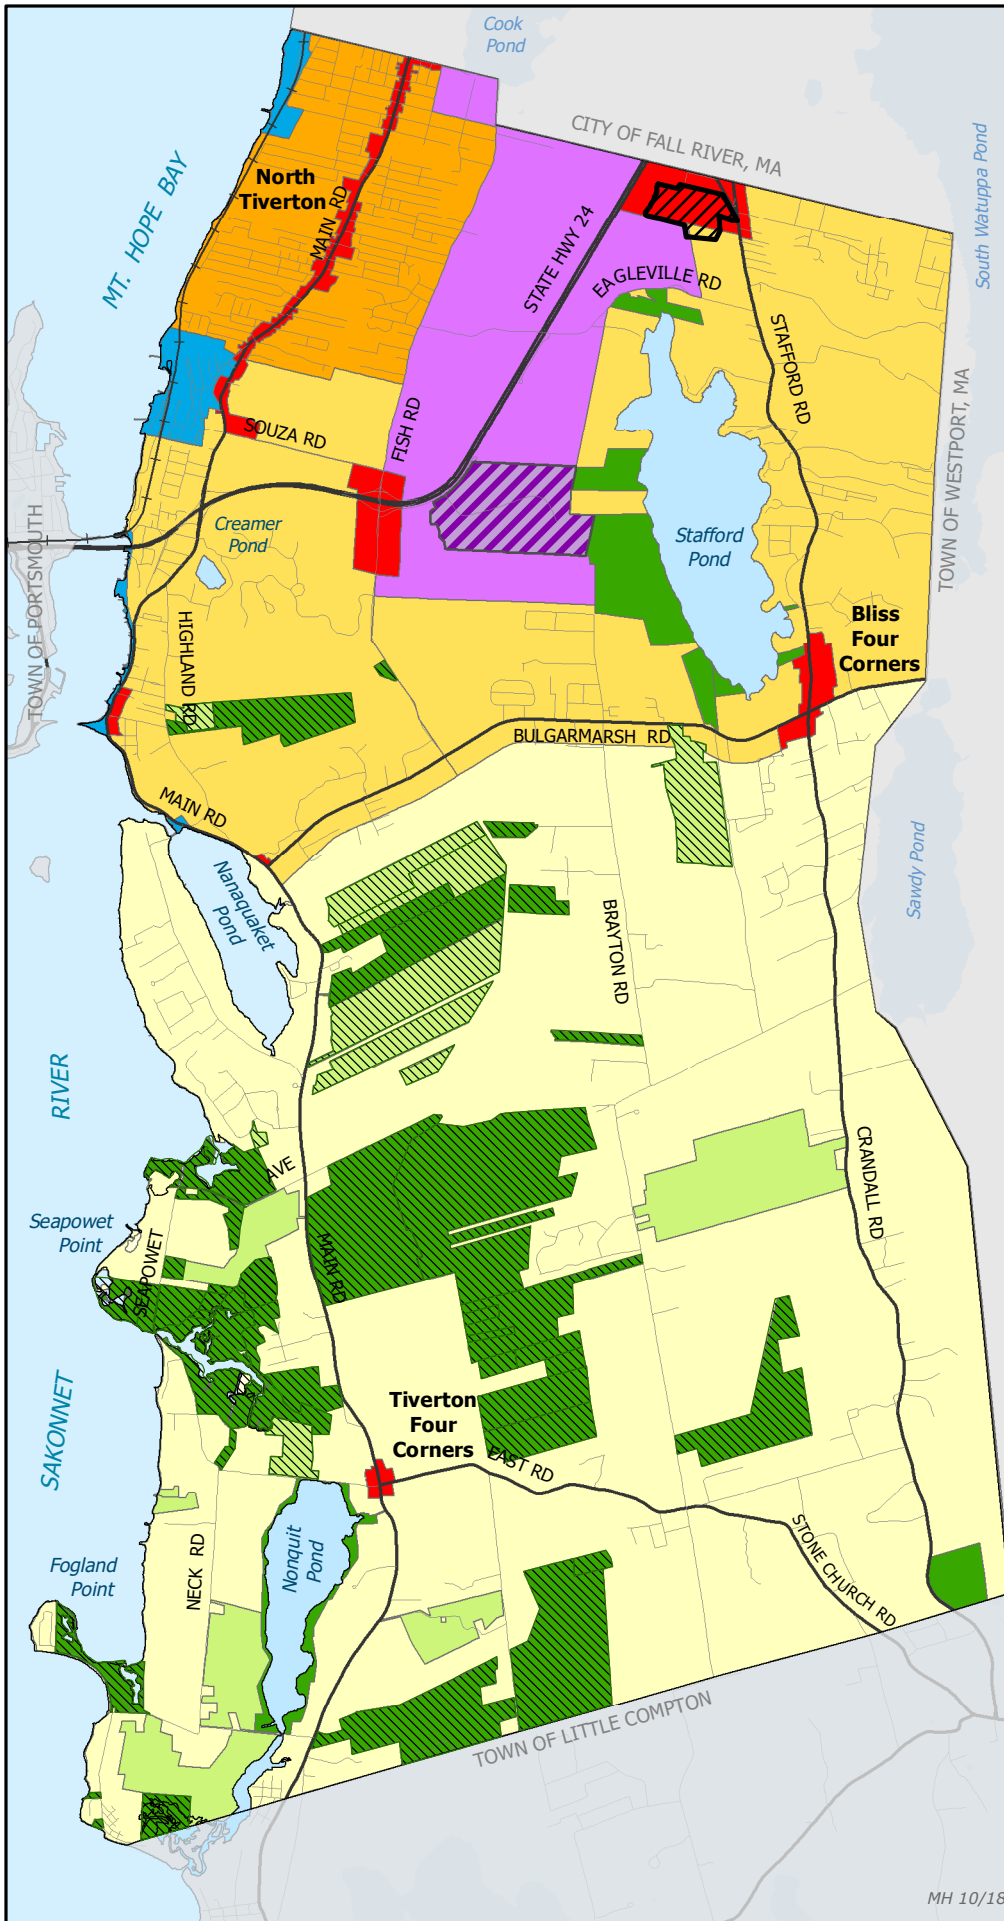 Cook
Pond
CITY OF FALL RIVER, MA
South Watuppa Pond
MT. HOPE BAY
North
Tiverton
MAIN RD
STATE HWY 24
EAGLEVILLE RD
STAFFORD RD
TOWN OF WESTPORT, MA
SOUZA RD
FISH RD
TOWN OF PORTSMOUTH
Creamer
Pond
Stafford
Pond
HIGHLAND RD
Bliss
Four
Corners
BULGARMARSH RD
MAIN RD
Nanaquaket
Pond
BRAYTON RD
Sawdy Pond
RIVER
AVE
CRANDALL RD
Seapowet
Point
SEAPOWET
MAIN RD
SAKONNET
Tiverton
Four
Corners
EAST RD
STONE CHURCH RD
Fogland
Point
NECK RD
Nonquit
Pond
TOWN OF LITTLE COMPTON
MH 10/18